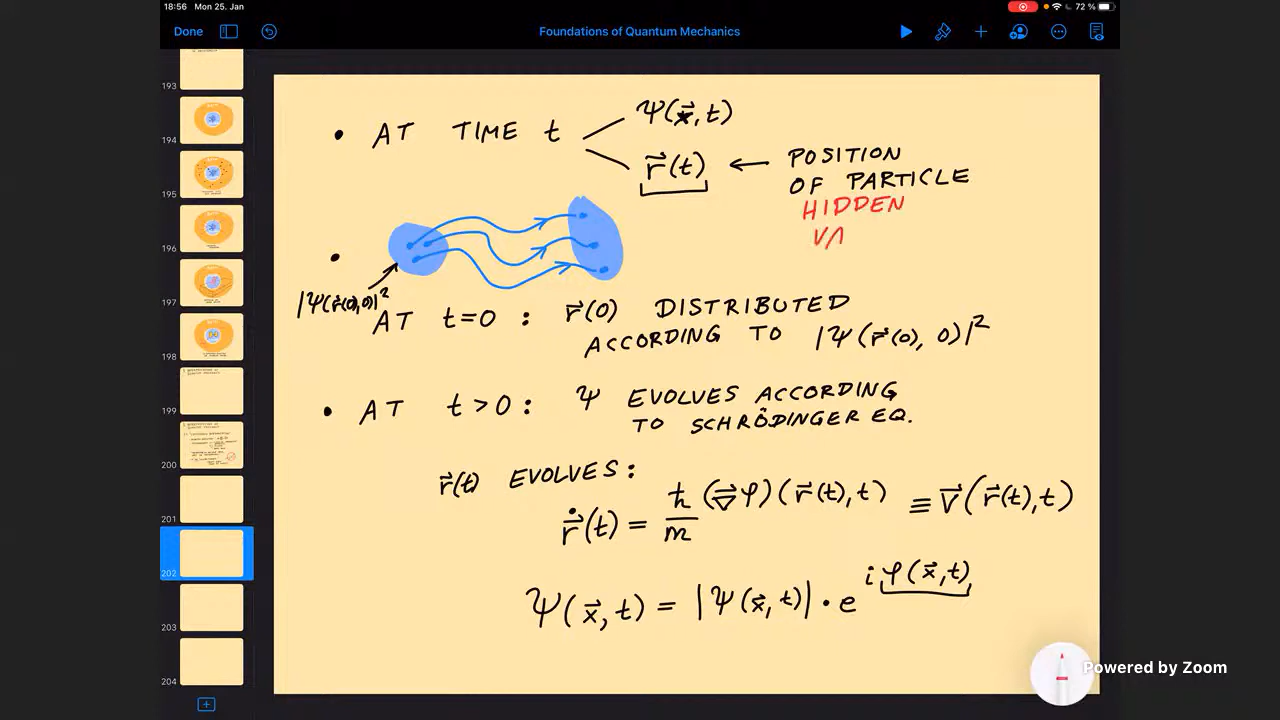 18:56 Mon 25. Jan
72 %
Done
Foundations of Quantum Mechanics
193
194
195
196
197
198
199
200
201
202
203
204
• AT TIME t
Ψ(x⃗, t)
r⃗(t) ← POSITION
OF PARTICLE
HIDDEN
VA
•
|Ψ(r⃗(0),0)|²
AT t=0 : r⃗(0) DISTRIBUTED
ACCORDING TO |Ψ(r⃗(0), 0)|²
• AT t>0: Ψ EVOLVES ACCORDING
TO SCHRÖDINGER EQ.
r⃗(t) EVOLVES:
ṙ⃗(t) = ℏ/m (∇⃗φ)(r⃗(t), t) ≡ v⃗(r⃗(t), t)
Ψ(x⃗, t) = |Ψ(x⃗, t)| · e^{iφ(x⃗, t)}
Powered by Zoom